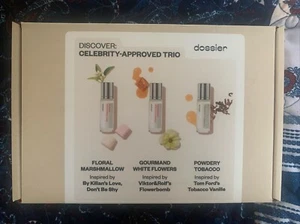 DISCOVER:
CELEBRITY-APPROVED TRIO
dossier
FLORAL
MARSHMALLOW
Inspired by
By Kilian's Love,
Don't Be Shy
GOURMAND
WHITE FLOWERS
Inspired by
Viktor&Rolf's
Flowerbomb
POWDERY
TOBACCO
Inspired by
Tom Ford's
Tobacco Vanille